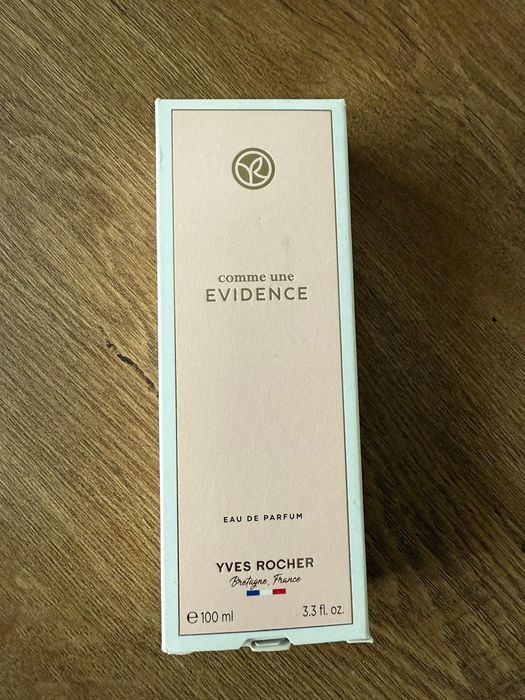 comme une
EVIDENCE
EAU DE PARFUM
YVES ROCHER
Bretagne, France
℮ 100 ml 3.3 fl. oz.